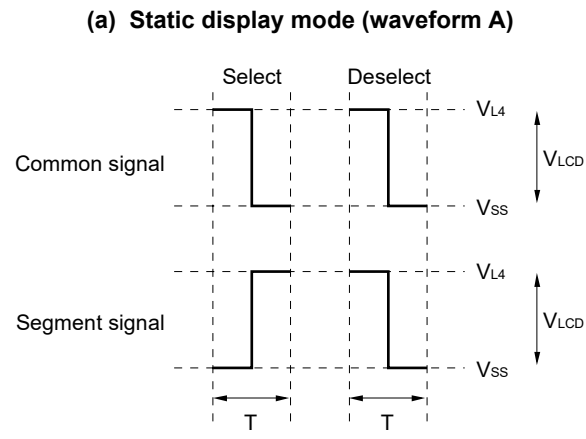 (a) Static display mode (waveform A)
Select Deselect
VL4
Common signal VLCD
VSS
VL4
Segment signal VLCD
VSS
T T